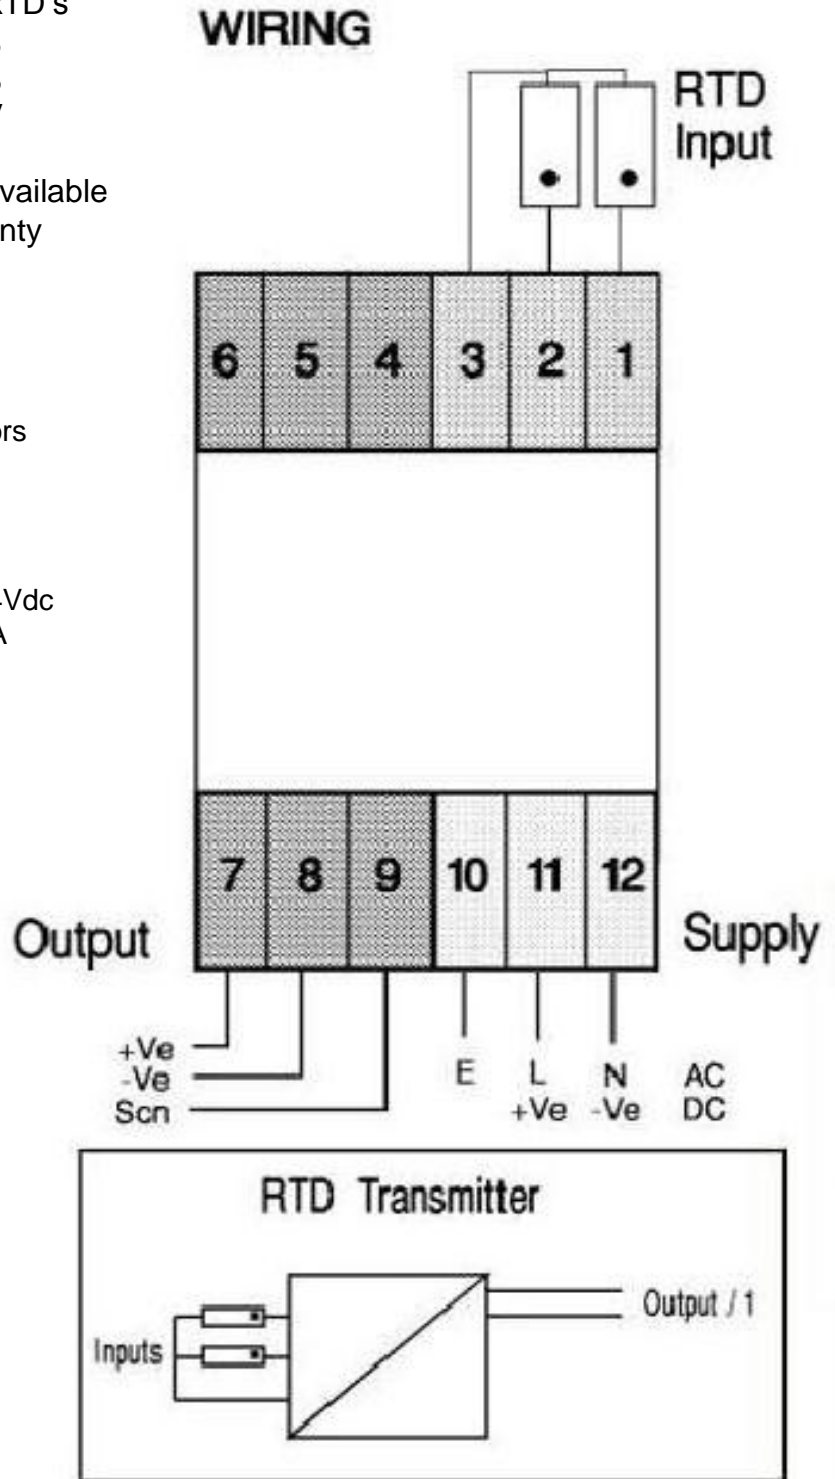 WIRING
RTD's
vailable
nty
ors
Vdc
A
RTD
Input
6 5 4 3 2 1
7 8 9 10 11 12
Output
Supply
+Ve
-Ve
Scn
E L N AC
+Ve -Ve DC
RTD Transmitter
Inputs
Output / 1